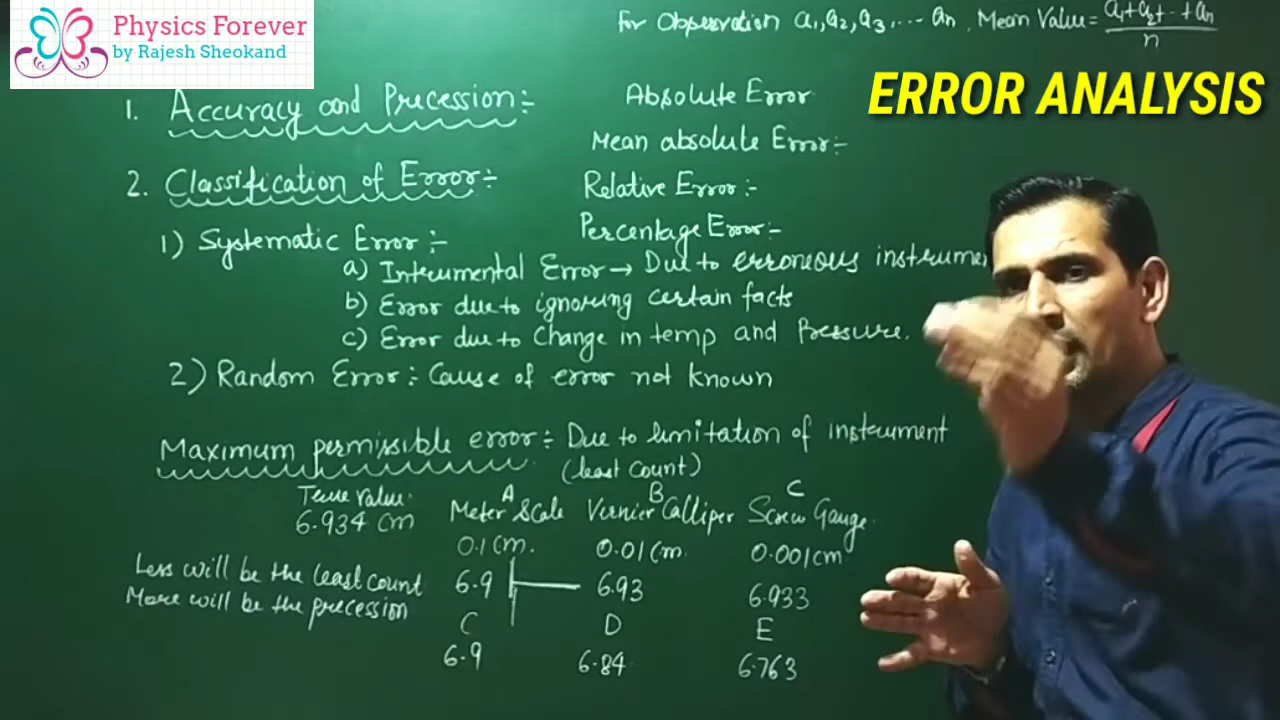 Physics Forever
by Rajesh Sheokand
For Observation a1, a2, a3, ... an, Mean Value = a1+a2+ - +an / n
ERROR ANALYSIS
1. Accuracy and Precession :-
Absolute Error
Mean absolute Error :-
2. Classification of Error :-
Relative Error :-
Percentage Error :-
1) Systematic Error :-
a) Intrumental Error → Due to erroneous instrumen
b) Error due to ignoring certain facts
c) Error due to Change in temp and Pressure.
2) Random Error : Cause of error not known
Maximum permissible error :- Due to limitation of instrument
(least count)
True Value
6.934 cm
A B C
Meter Scale Vernier Calliper Screw Gauge
0.1 cm. 0.01 cm. 0.001 cm
Less will be the least count
More will be the precession
6.9 6.93 6.933
C D E
6.9 6.84 6.763